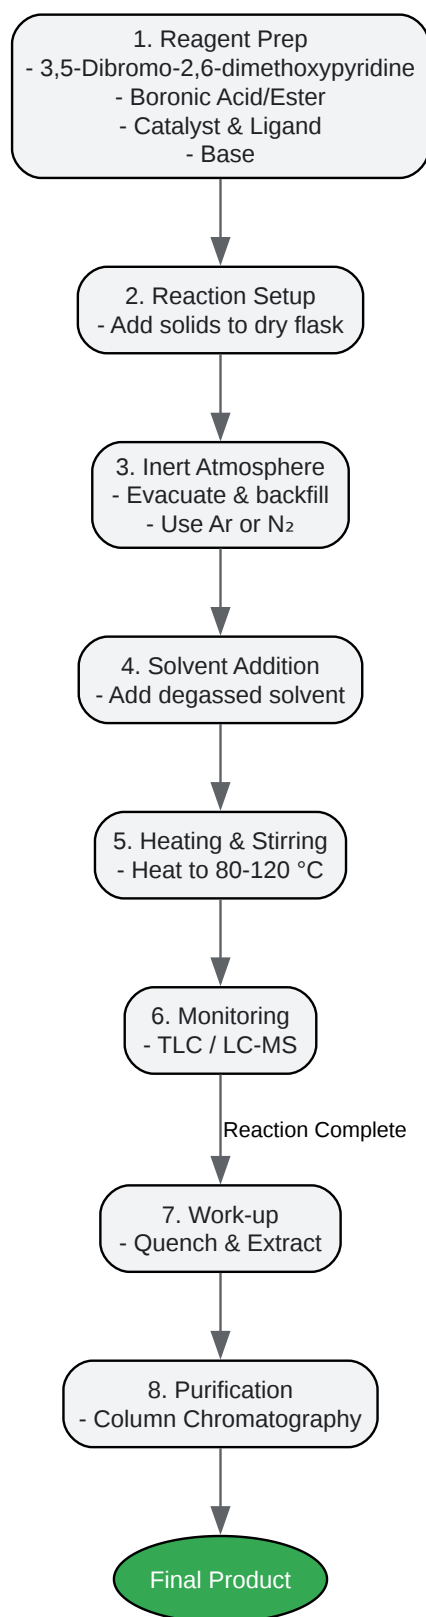 1. Reagent Prep
- 3,5-Dibromo-2,6-dimethoxypyridine
- Boronic Acid/Ester
- Catalyst & Ligand
- Base
2. Reaction Setup
- Add solids to dry flask
3. Inert Atmosphere
- Evacuate & backfill
- Use Ar or N₂
4. Solvent Addition
- Add degassed solvent
5. Heating & Stirring
- Heat to 80-120 °C
6. Monitoring
- TLC / LC-MS
Reaction Complete
7. Work-up
- Quench & Extract
8. Purification
- Column Chromatography
Final Product